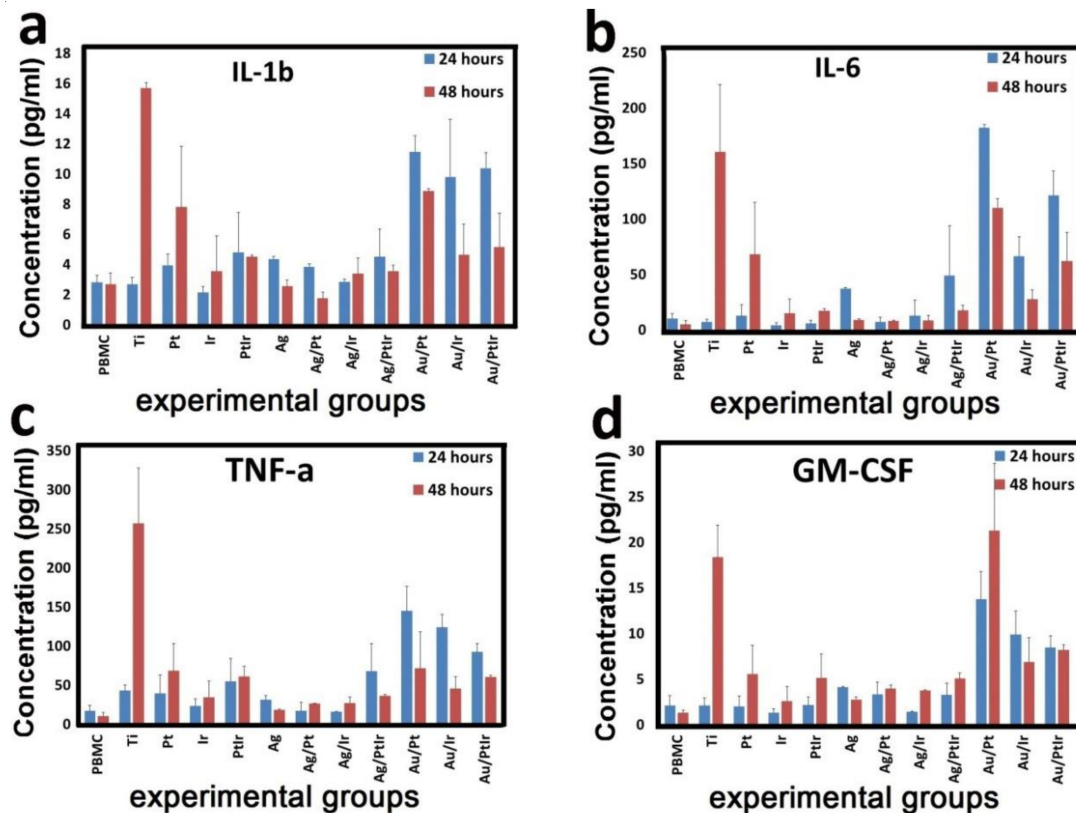 a
IL-1b
24 hours
48 hours
Concentration (pg/ml)
18
16
14
12
10
8
6
4
2
0
PBMC
Ti
Pt
Ir
PtIr
Ag
Ag/Pt
Ag/Ir
Ag/PtIr
Au/Pt
Au/Ir
Au/PtIr
experimental groups
b
IL-6
24 hours
48 hours
Concentration (pg/ml)
250
200
150
100
50
0
PBMC
Ti
Pt
Ir
PtIr
Ag
Ag/Pt
Ag/Ir
Ag/PtIr
Au/Pt
Au/Ir
Au/PtIr
experimental groups
c
TNF-a
24 hours
48 hours
Concentration (pg/ml)
350
300
250
200
150
100
50
0
PBMC
Ti
Pt
Ir
PtIr
Ag
Ag/Pt
Ag/Ir
Ag/PtIr
Au/Pt
Au/Ir
Au/PtIr
experimental groups
d
GM-CSF
24 hours
48 hours
Concentration (pg/ml)
30
25
20
15
10
5
0
PBMC
Ti
Pt
Ir
PtIr
Ag
Ag/Pt
Ag/Ir
Ag/PtIr
Au/Pt
Au/Ir
Au/PtIr
experimental groups